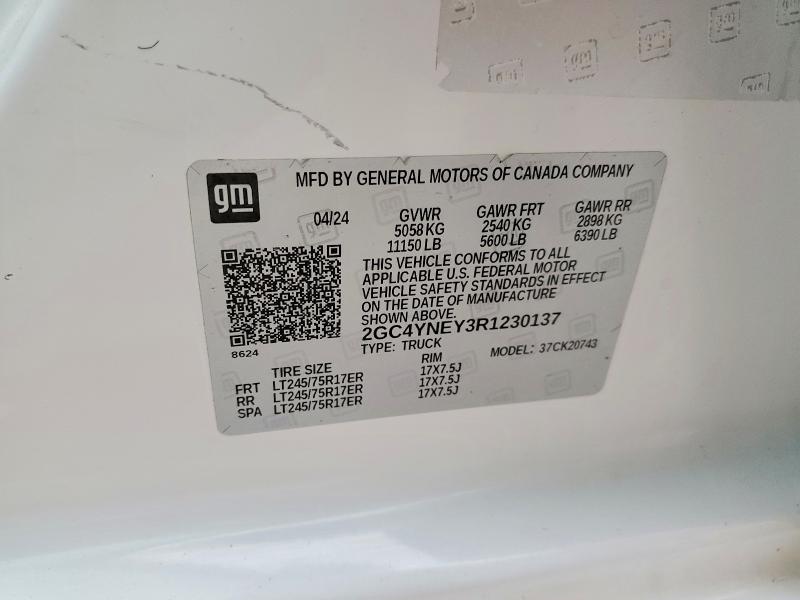 gm
MFD BY GENERAL MOTORS OF CANADA COMPANY
04/24 GVWR GAWR FRT GAWR RR
5058 KG 2540 KG 2898 KG
11150 LB 5600 LB 6390 LB
THIS VEHICLE CONFORMS TO ALL
APPLICABLE U.S. FEDERAL MOTOR
VEHICLE SAFETY STANDARDS IN EFFECT
ON THE DATE OF MANUFACTURE
SHOWN ABOVE.
2GC4YNEY3R1230137
8624
TYPE: TRUCK MODEL: 37CK20743
TIRE SIZE RIM
FRT LT245/75R17ER 17X7.5J
RR LT245/75R17ER 17X7.5J
SPA LT245/75R17ER 17X7.5J